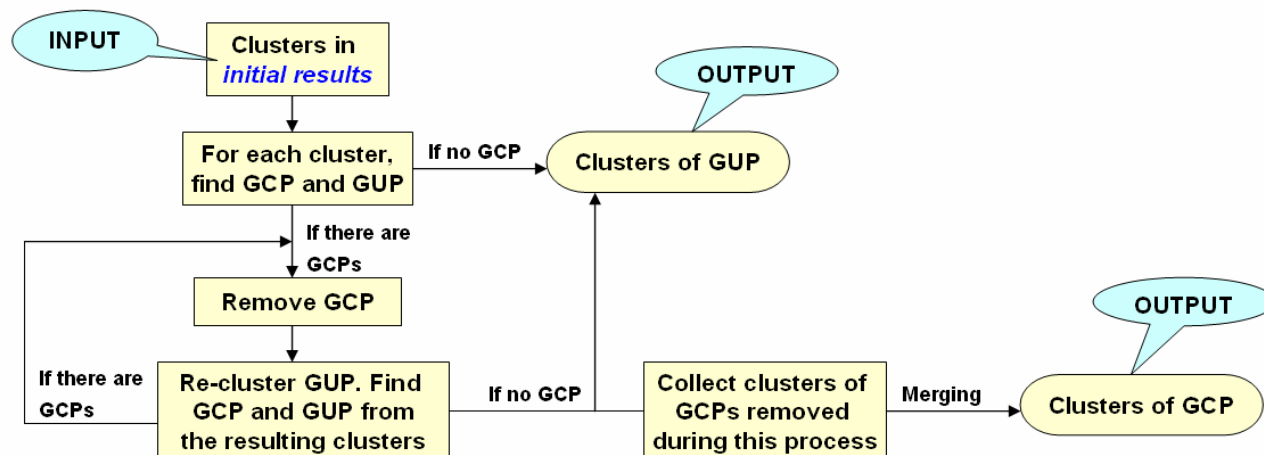 INPUT
Clusters in
initial results
OUTPUT
For each cluster,
find GCP and GUP
If no GCP
Clusters of GUP
If there are
GCPs
Remove GCP
OUTPUT
If there are
GCPs
Re-cluster GUP. Find
GCP and GUP from
the resulting clusters
If no GCP
Collect clusters of
GCPs removed
during this process
Merging
Clusters of GCP